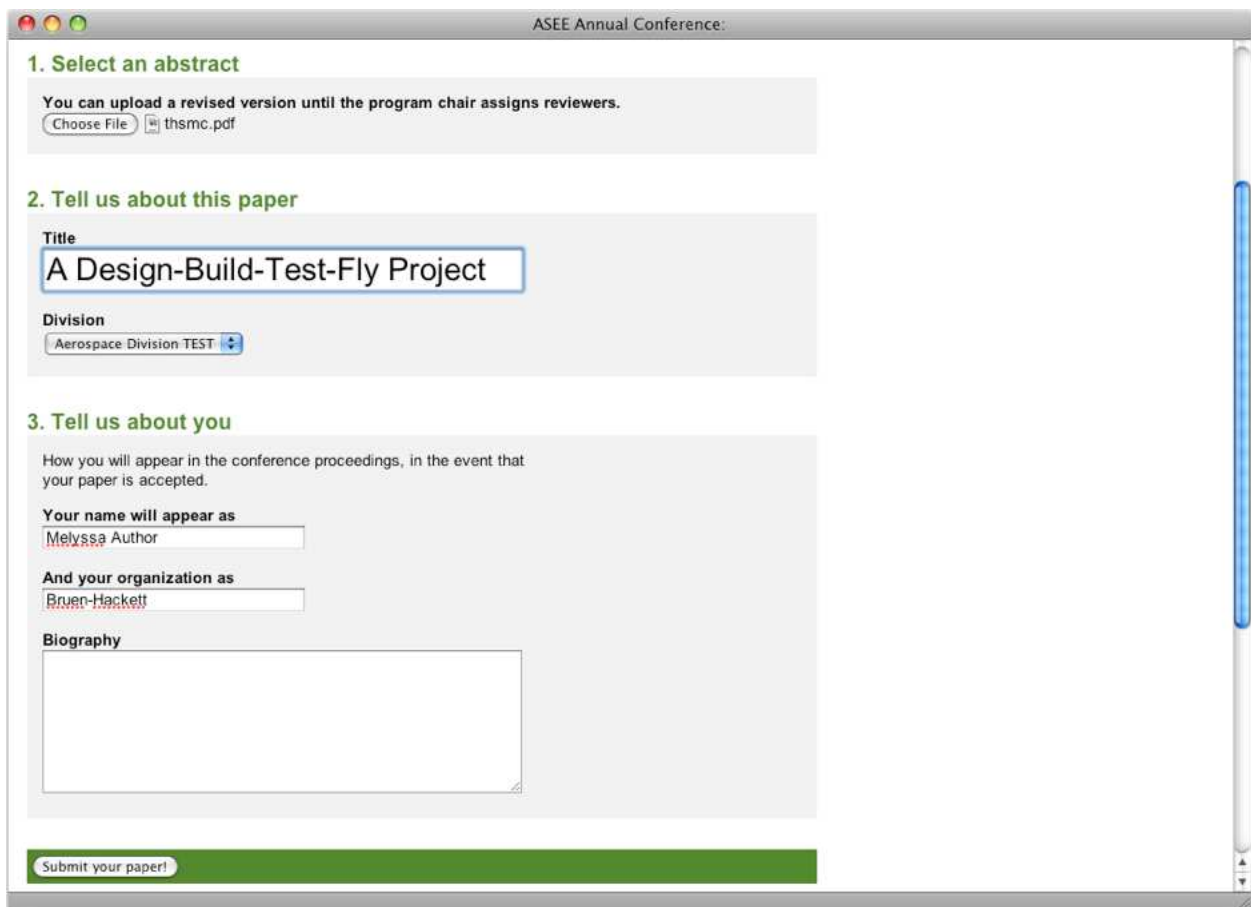 ASEE Annual Conference:
1. Select an abstract
You can upload a revised version until the program chair assigns reviewers.
Choose File thsmc.pdf
2. Tell us about this paper
Title
A Design-Build-Test-Fly Project
Division
Aerospace Division TEST
3. Tell us about you
How you will appear in the conference proceedings, in the event that
your paper is accepted.
Your name will appear as
Melyssa Author
And your organization as
Bruen-Hackett
Biography
Submit your paper!